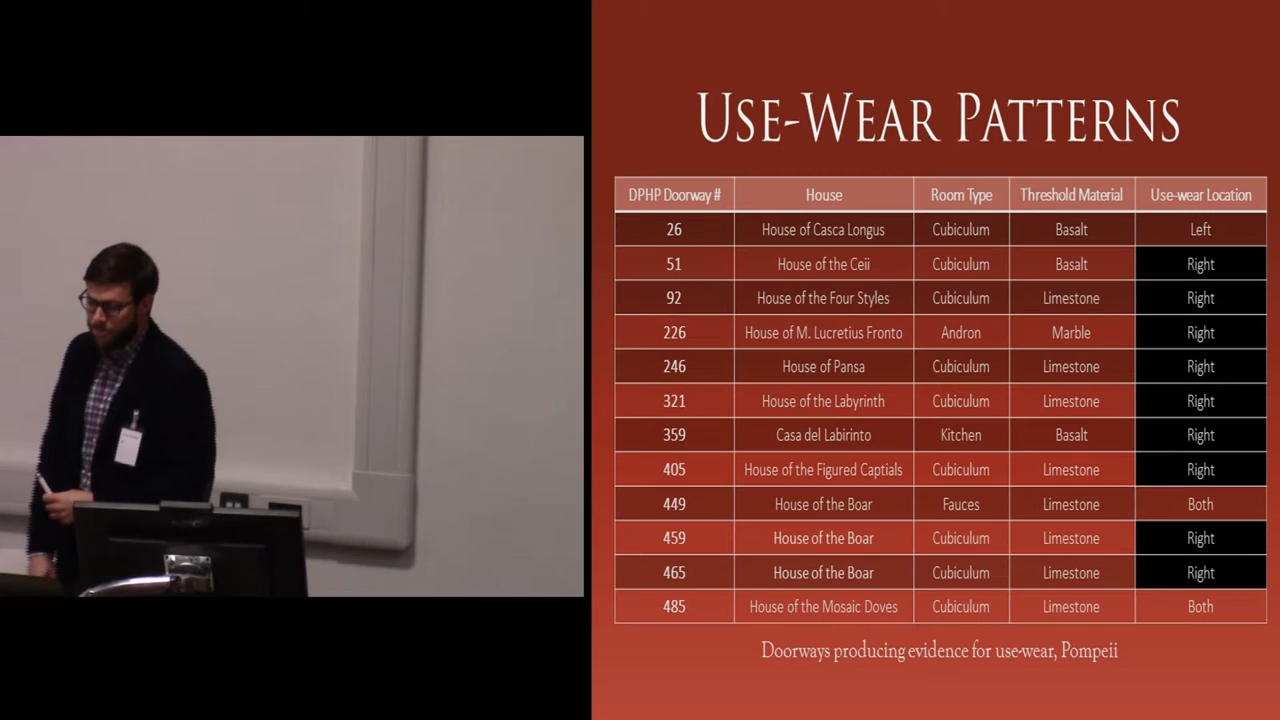 USE-WEAR PATTERNS
DPHP Doorway # House Room Type Threshold Material Use-wear Location
26 House of Casca Longus Cubiculum Basalt Left
51 House of the Ceii Cubiculum Basalt Right
92 House of the Four Styles Cubiculum Limestone Right
226 House of M. Lucretius Fronto Andron Marble Right
246 House of Pansa Cubiculum Limestone Right
321 House of the Labyrinth Cubiculum Limestone Right
359 Casa del Labirinto Kitchen Basalt Right
405 House of the Figured Captials Cubiculum Limestone Right
449 House of the Boar Fauces Limestone Both
459 House of the Boar Cubiculum Limestone Right
465 House of the Boar Cubiculum Limestone Right
485 House of the Mosaic Doves Cubiculum Limestone Both
Doorways producing evidence for use-wear, Pompeii